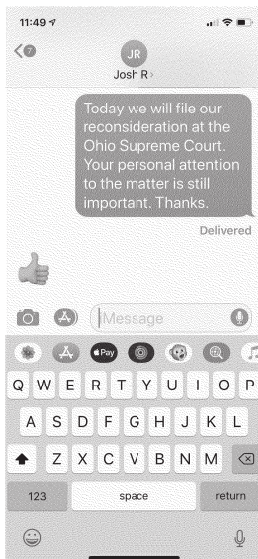 11:49
7
JR
Josh R
Today we will file our
reconsideration at the
Ohio Supreme Court.
Your personal attention
to the matter is still
important. Thanks.
Delivered
Message
Pay
Q W E R T Y U I O P
A S D F G H J K L
Z X C V B N M
123 space return